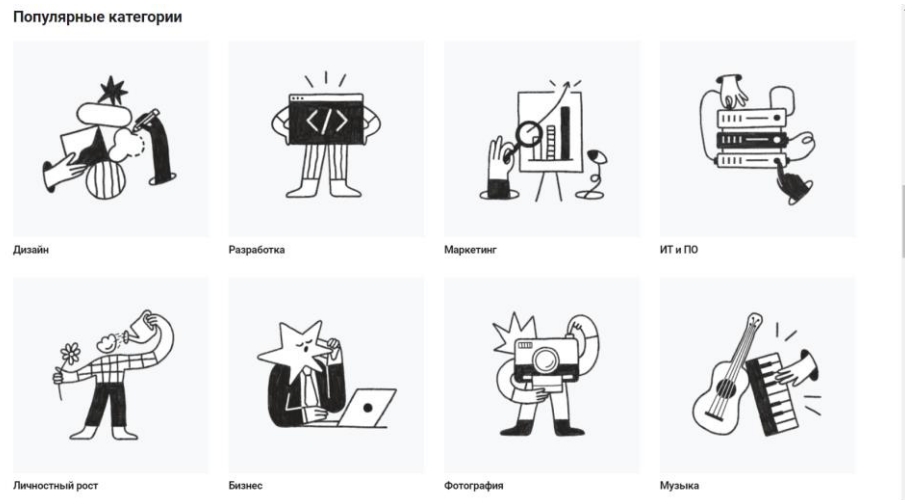 Популярные категории
Дизайн
Разработка
Маркетинг
ИТ и ПО
Личностный рост
Бизнес
Фотография
Музыка